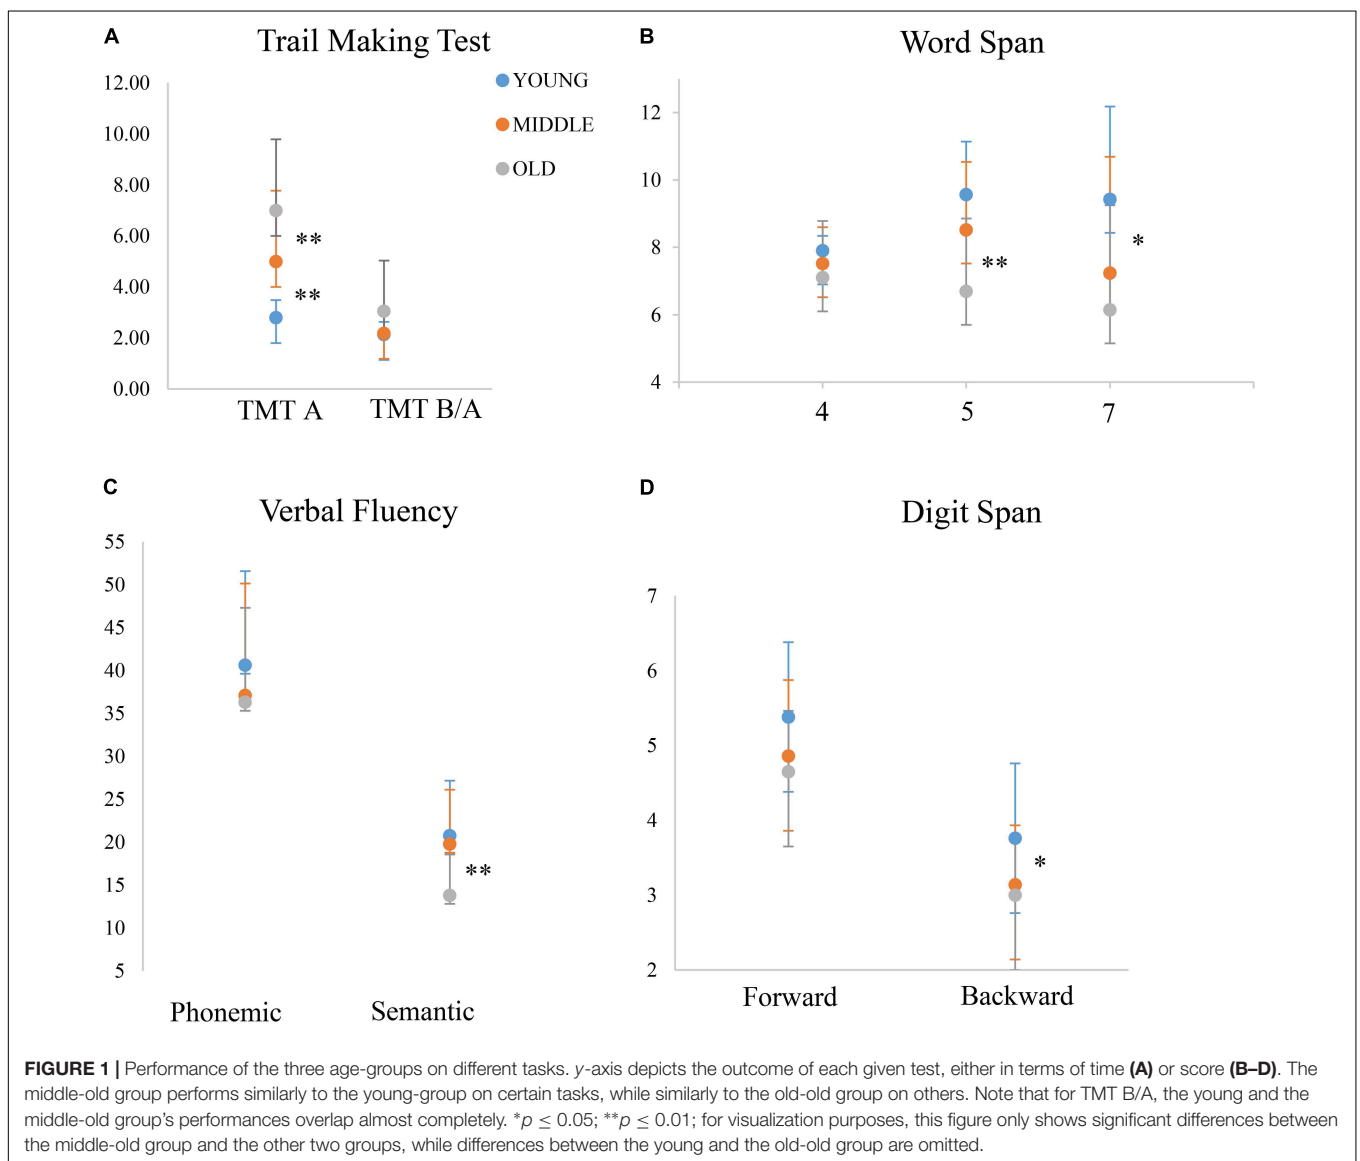 A
Trail Making Test
12.00
10.00
8.00
6.00
4.00
2.00
0.00
**
**
TMT A
TMT B/A
YOUNG
MIDDLE
OLD
B
Word Span
12
10
8
6
4
**
*
4
5
7
C
Verbal Fluency
55
50
45
40
35
30
25
20
15
10
5
**
Phonemic
Semantic
D
Digit Span
7
6
5
4
3
2
*
Forward
Backward
FIGURE 1 | Performance of the three age-groups on different tasks. y-axis depicts the outcome of each given test, either in terms of time (A) or score (B–D). The
middle-old group performs similarly to the young-group on certain tasks, while similarly to the old-old group on others. Note that for TMT B/A, the young and the
middle-old group's performances overlap almost completely. *p ≤ 0.05; **p ≤ 0.01; for visualization purposes, this figure only shows significant differences between
the middle-old group and the other two groups, while differences between the young and the old-old group are omitted.